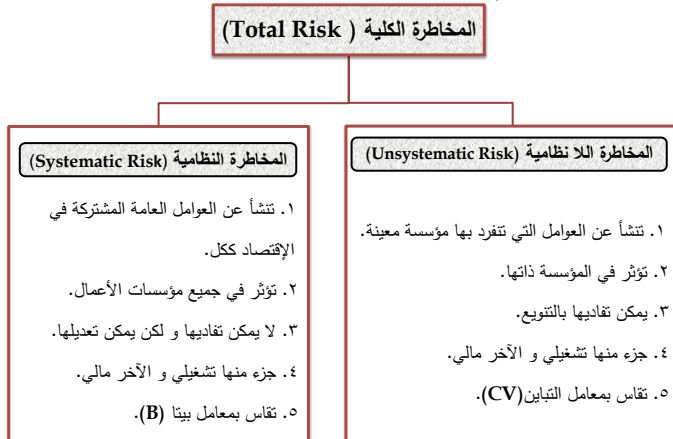 المخاطرة الكلية ( Total Risk)
المخاطرة اللا نظامية (Unsystematic Risk)
١. تنشأ عن العوامل التي تتفرد بها مؤسسة معينة.
٢. تؤثر في المؤسسة ذاتها.
٣. يمكن تفاديها بالتنويع.
٤. جزء منها تشغيلي و الآخر مالي.
٥. تقاس بمعامل التباين(CV).
المخاطرة النظامية (Systematic Risk)
١. تنشأ عن العوامل العامة المشتركة في
الإقتصاد ككل.
٢. تؤثر في جميع مؤسسات الأعمال.
٣. لا يمكن تفاديها و لكن يمكن تعديلها.
٤. جزء منها تشغيلي و الآخر مالي.
٥. تقاس بمعامل بيتا (B).